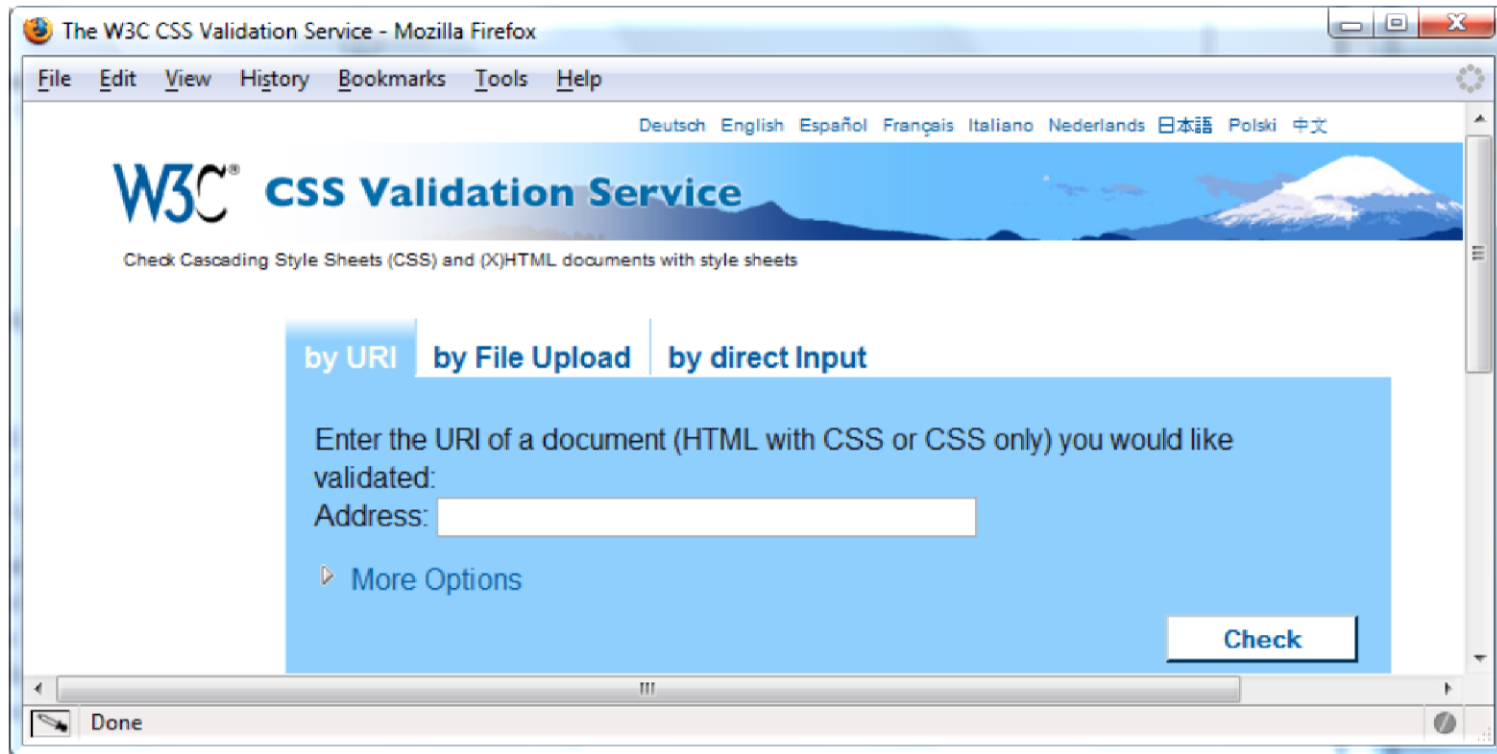 The W3C CSS Validation Service - Mozilla Firefox
File Edit View History Bookmarks Tools Help
Deutsch English Español Français Italiano Nederlands 日本語 Polski 中文
W3C® CSS Validation Service
Check Cascading Style Sheets (CSS) and (X)HTML documents with style sheets
by URI by File Upload by direct Input
Enter the URI of a document (HTML with CSS or CSS only) you would like
validated:
Address:
More Options
Check
Done